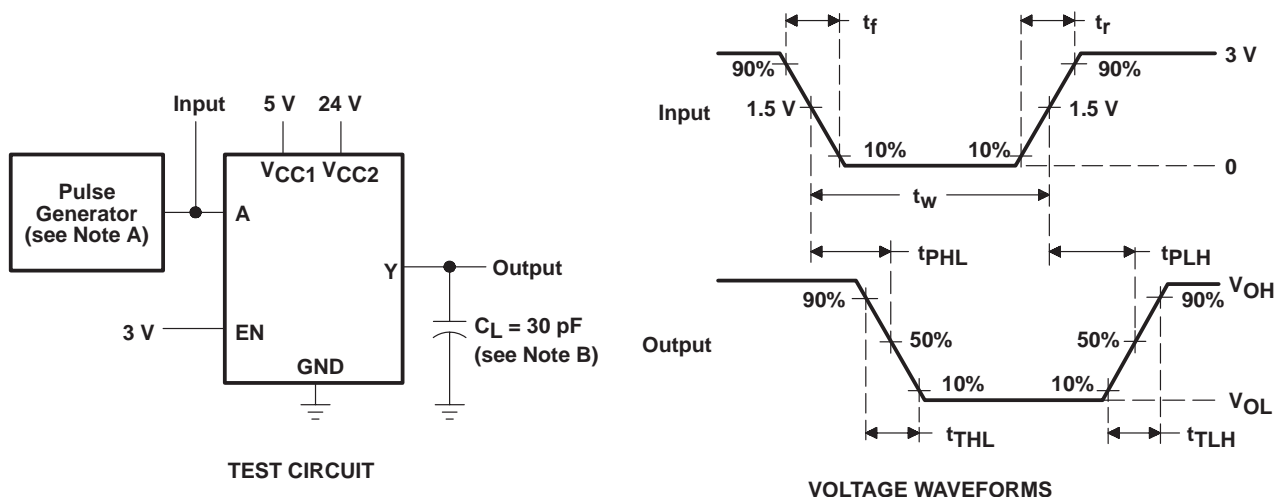 Input
5 V
24 V
VCC1
VCC2
Pulse
Generator
(see Note A)
A
Y
Output
3 V
EN
GND
CL = 30 pF
(see Note B)
TEST CIRCUIT
tf
tr
3 V
90%
90%
Input
1.5 V
1.5 V
10%
10%
0
tw
tPHL
tPLH
VOH
90%
90%
Output
50%
50%
10%
10%
VOL
tTHL
tTLH
VOLTAGE WAVEFORMS